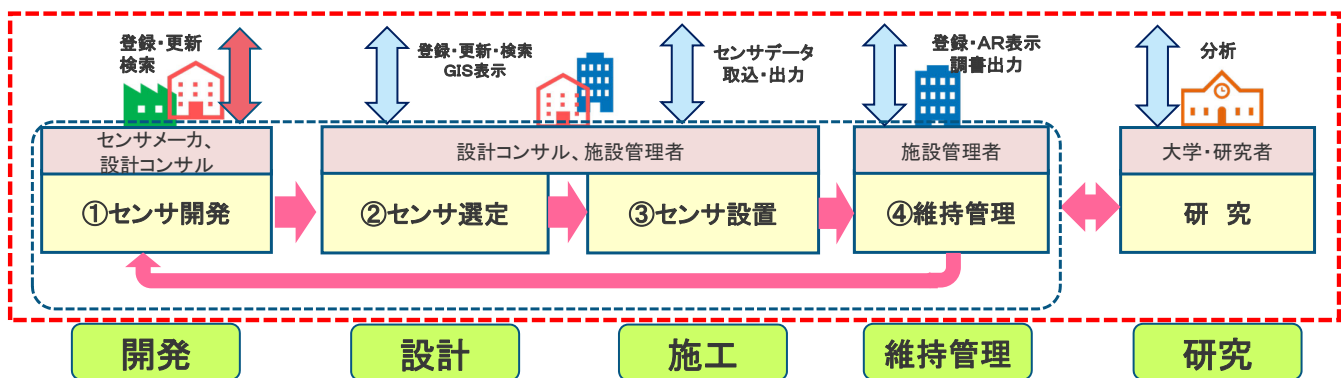 登録・更新
検索
登録・更新・検索
GIS表示
センサデータ
取込・出力
登録・AR表示
調書出力
分析
センサメーカ、
設計コンサル
設計コンサル、施設管理者
施設管理者
大学・研究者
①センサ開発
②センサ選定
③センサ設置
④維持管理
研 究
開発
設計
施工
維持管理
研究